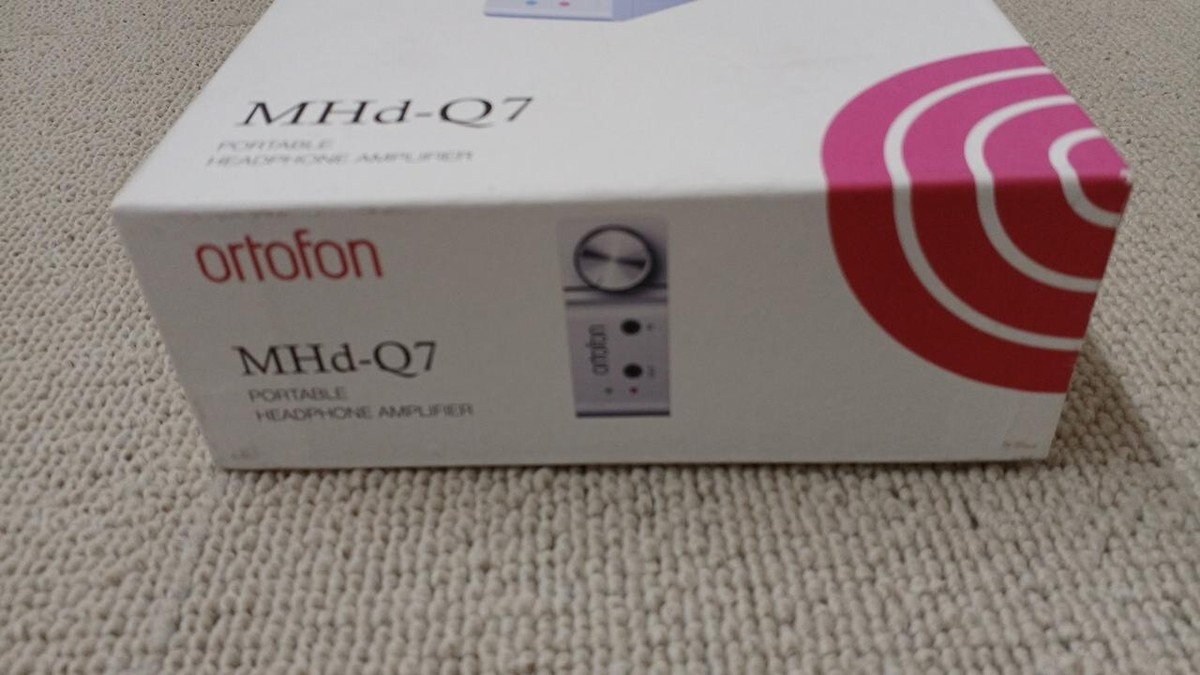 MHd-Q7
PORTABLE
HEADPHONE AMPLIFIER
ortofon
MHd-Q7
PORTABLE
HEADPHONE AMPLIFIER
ortofon